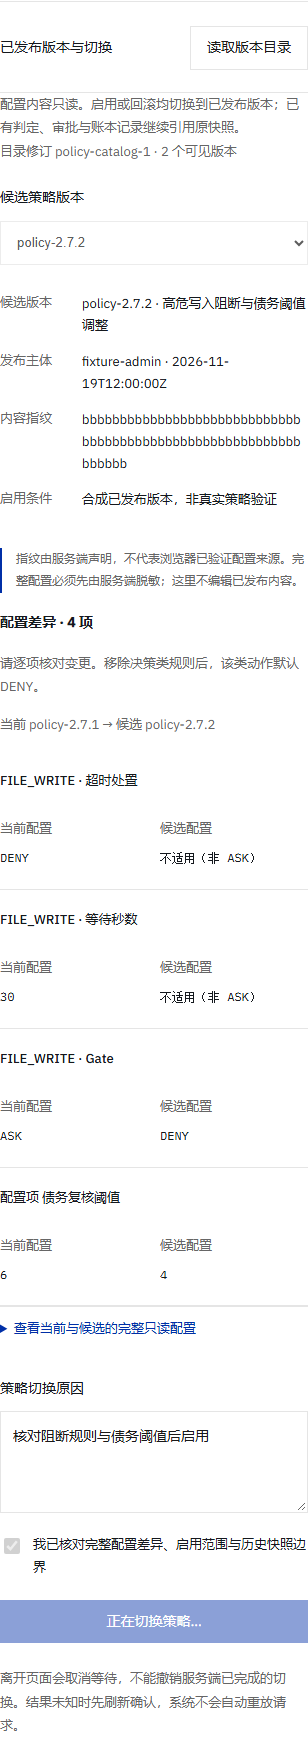 已发布版本与切换
读取版本目录
配置内容只读。启用或回滚均切换到已发布版本；已
有判定、审批与账本记录继续引用原快照。
目录修订 policy-catalog-1 · 2 个可见版本
候选策略版本
policy-2.7.2
候选版本
policy-2.7.2 · 高危写入阻断与债务阈值
调整
发布主体
fixture-admin · 2026-11-
19T12:00:00Z
内容指纹
bbbbbbbbbbbbbbbbbbbbbbbbbbbbb
bbbbbbbbbbbbbbbbbbbbbbbbbbbbb
bbbbbb
启用条件
合成已发布版本，非真实策略验证
指纹由服务端声明，不代表浏览器已验证配置来源。完
整配置必须先由服务端脱敏；这里不编辑已发布内容。
配置差异 · 4 项
请逐项核对变更。移除决策类规则后，该类动作默认
DENY。
当前 policy-2.7.1 → 候选 policy-2.7.2
FILE_WRITE · 超时处置
当前配置
候选配置
DENY
不适用（非 ASK）
FILE_WRITE · 等待秒数
当前配置
候选配置
30
不适用（非 ASK）
FILE_WRITE · Gate
当前配置
候选配置
ASK
DENY
配置项 债务复核阈值
当前配置
候选配置
6
4
查看当前与候选的完整只读配置
策略切换原因
核对阻断规则与债务阈值后启用
我已核对完整配置差异、启用范围与历史快照边
界
正在切换策略...
离开页面会取消等待，不能撤销服务端已完成的切
换。结果未知时先刷新确认，系统不会自动重放请
求。